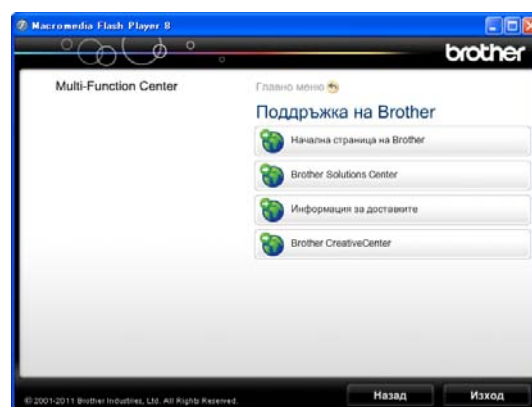 Macromedia Flash Player 8
brother
Multi-Function Center
Главно меню
Поддръжка на Brother
Начална страница на Brother
Brother Solutions Center
Информация за доставките
Brother CreativeCenter
© 2001-2011 Brother Industries, Ltd. All Rights Reserved.
Назад
Изход